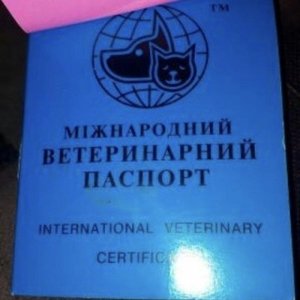 TM
МІЖНАРОДНИЙ
ВЕТЕРИНАРНИЙ
ПАСПОРТ
INTERNATIONAL VETERINARY